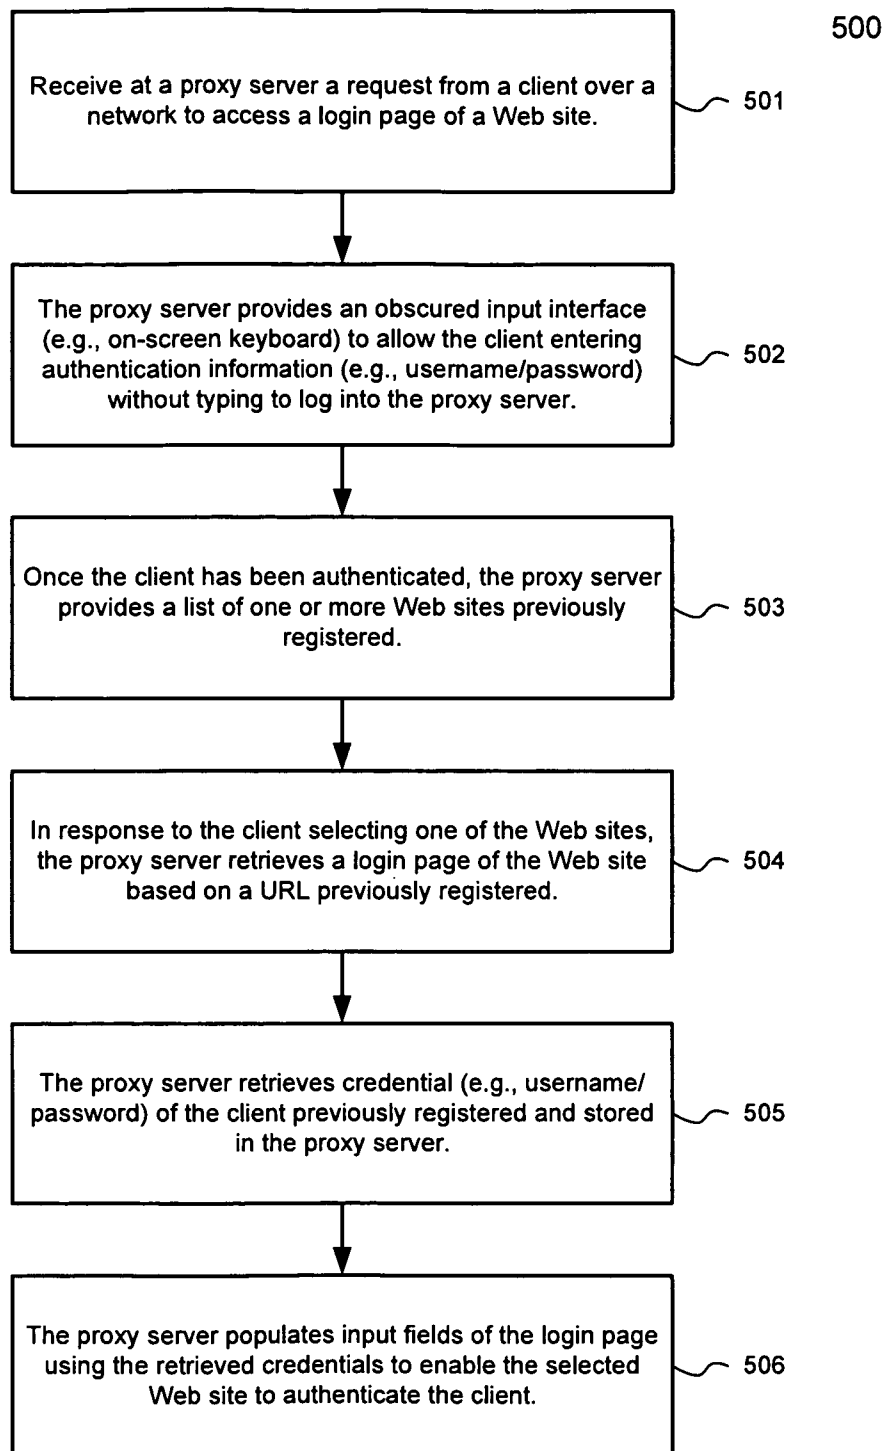 500
Receive at a proxy server a request from a client over a
network to access a login page of a Web site.
501
The proxy server provides an obscured input interface
(e.g., on-screen keyboard) to allow the client entering
authentication information (e.g., username/password)
without typing to log into the proxy server.
502
Once the client has been authenticated, the proxy server
provides a list of one or more Web sites previously
registered.
503
In response to the client selecting one of the Web sites,
the proxy server retrieves a login page of the Web site
based on a URL previously registered.
504
The proxy server retrieves credential (e.g., username/
password) of the client previously registered and stored
in the proxy server.
505
The proxy server populates input fields of the login page
using the retrieved credentials to enable the selected
Web site to authenticate the client.
506